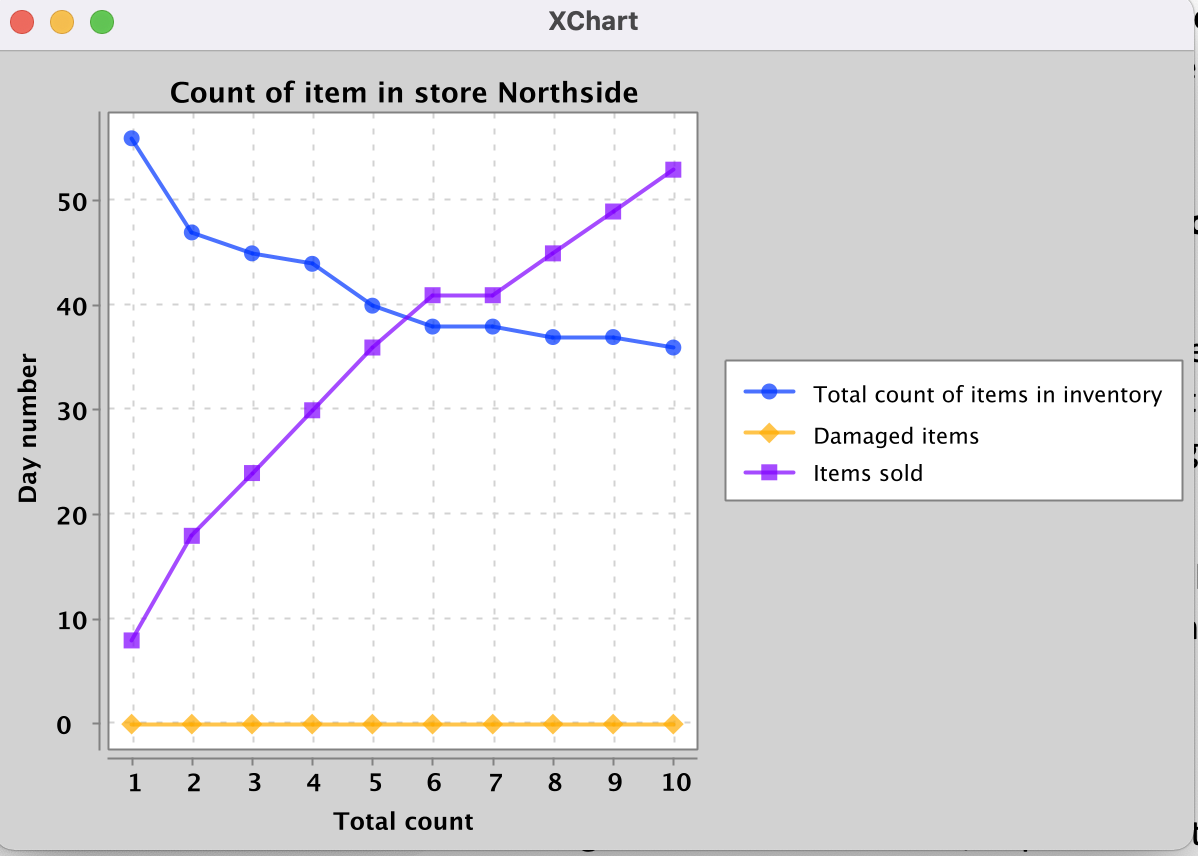 XChart
Count of item in store Northside
50
40
30
20
10
0
Day number
1 2 3 4 5 6 7 8 9 10
Total count
Total count of items in inventory
Damaged items
Items sold